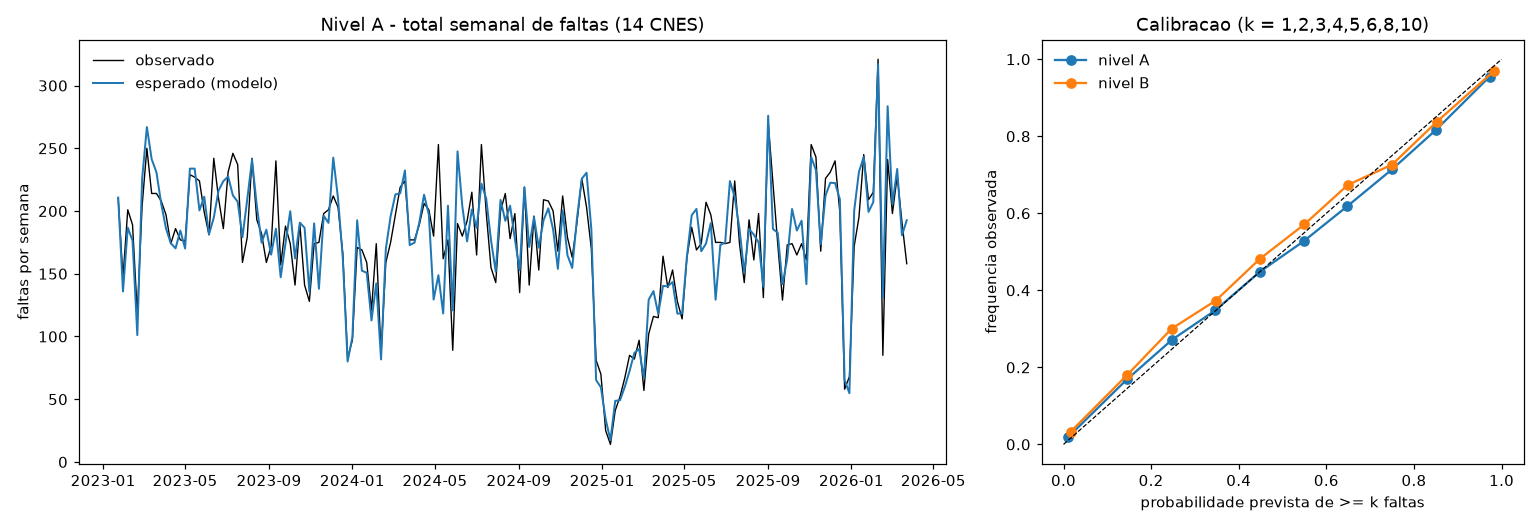 Nivel A - total semanal de faltas (14 CNES)
observado
esperado (modelo)
faltas por semana
300
250
200
150
100
50
0
2023-01 2023-05 2023-09 2024-01 2024-05 2024-09 2025-01 2025-05 2025-09 2026-01 2026-05
Calibracao (k = 1,2,3,4,5,6,8,10)
nivel A
nivel B
frequencia observada
1.0
0.8
0.6
0.4
0.2
0.0
0.0 0.2 0.4 0.6 0.8 1.0
probabilidade prevista de >= k faltas